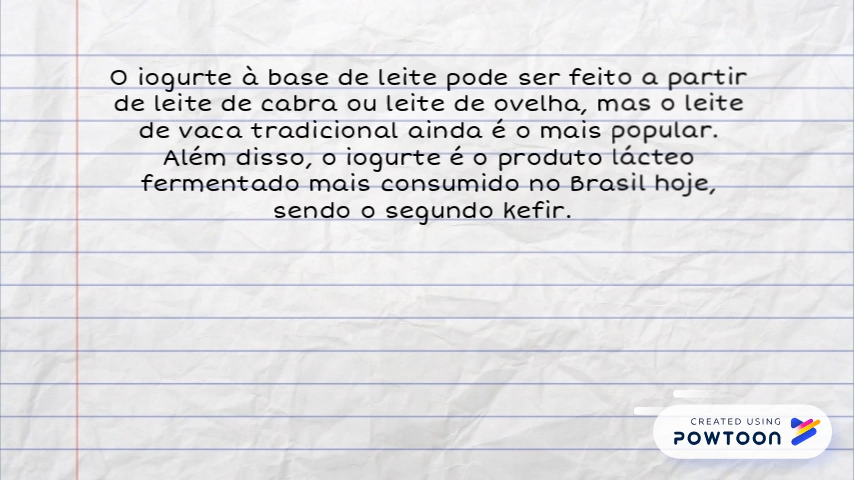 O iogurte à base de leite pode ser feito a partir
de leite de cabra ou leite de ovelha, mas o leite
de vaca tradicional ainda é o mais popular.
Além disso, o iogurte é o produto lácteo
fermentado mais consumido no Brasil hoje,
sendo o segundo kefir.
CREATED USING
POWTOON